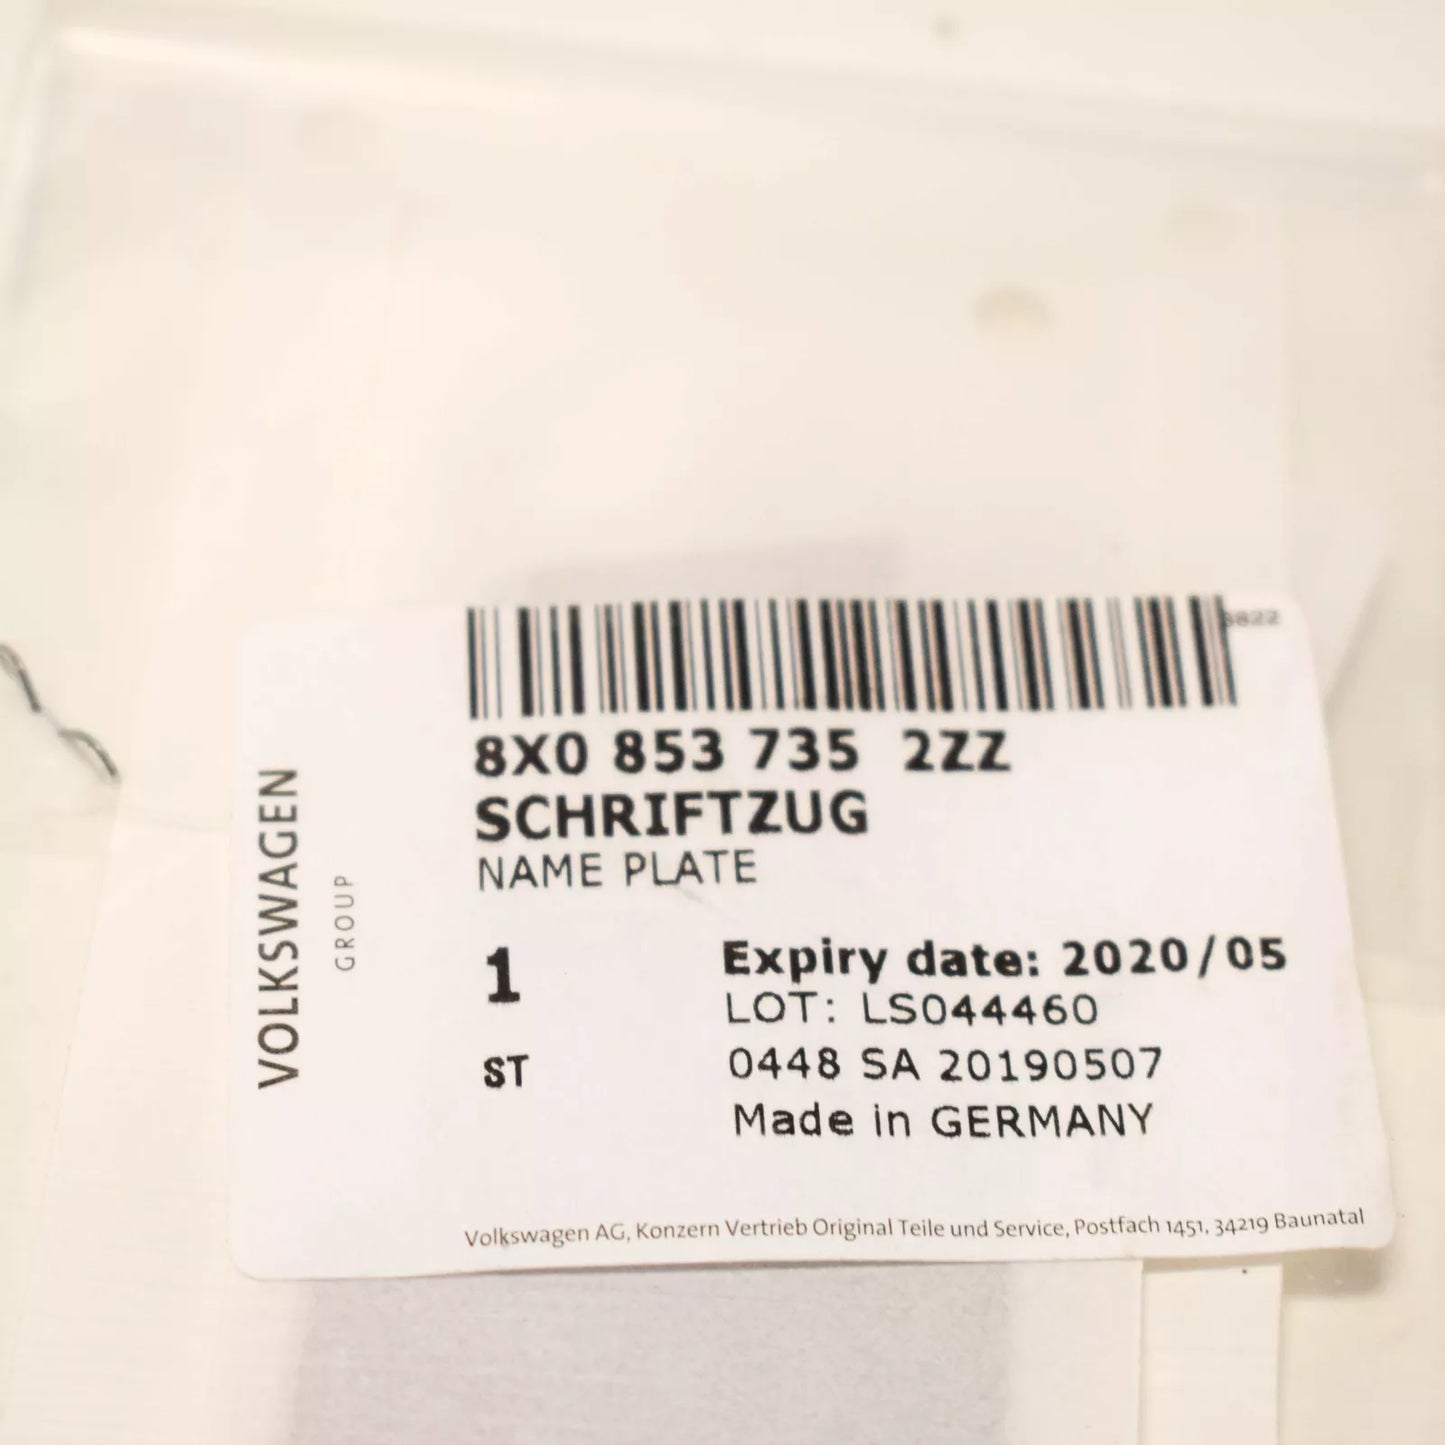 8X0 853 735 2ZZ
SCHRIFTZUG
NAME PLATE
VOLKSWAGEN
GROUP
1
ST
Expiry date: 2020/05
LOT: LS044460
0448 SA 20190507
Made in GERMANY
Volkswagen AG, Konzern Vertrieb Original Teile und Service, Postfach 1451, 34219 Baunatal